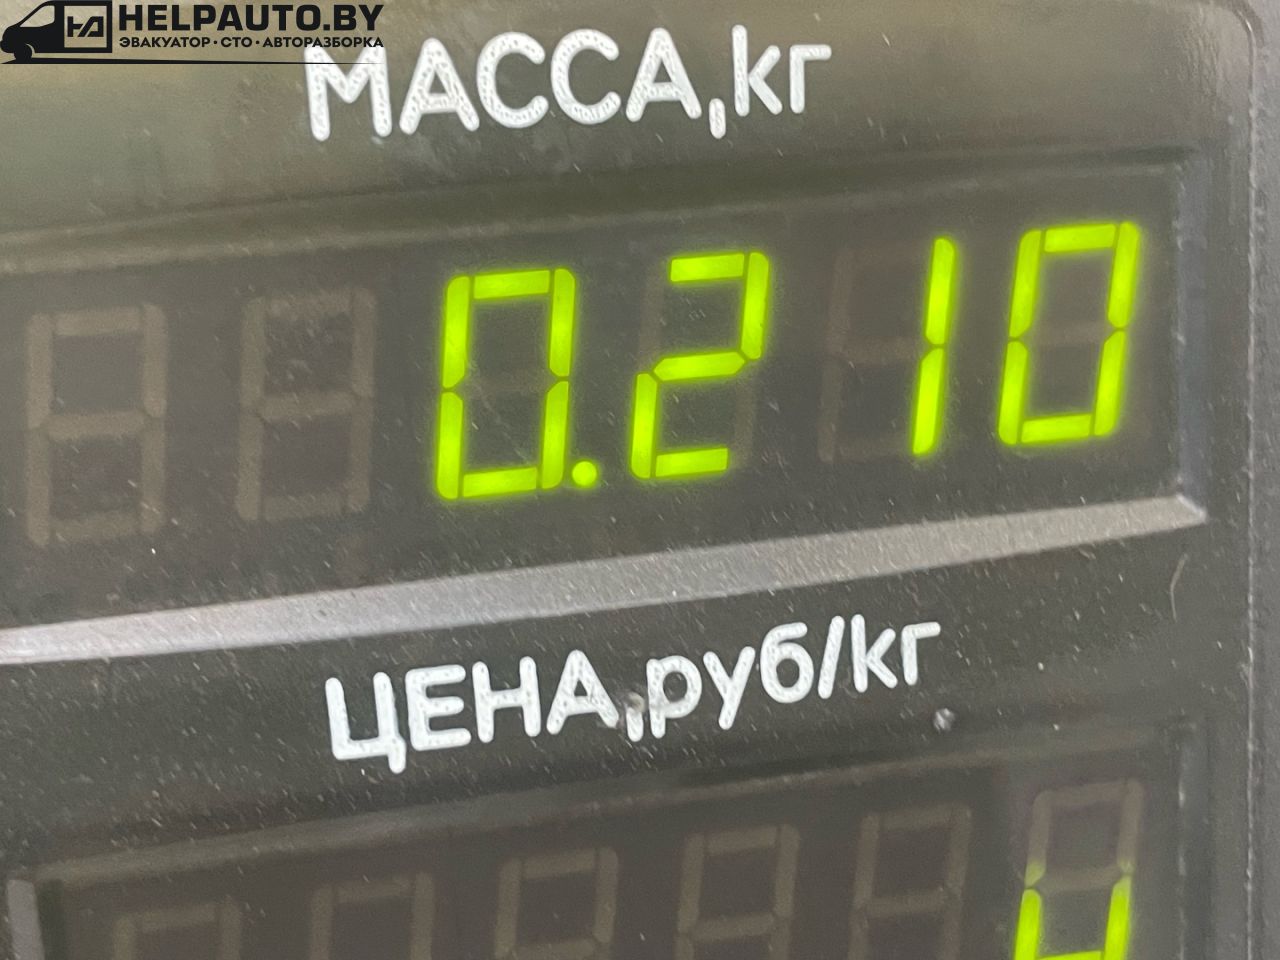 HELPAUTO.BY
ЭВАКУАТОР · СТО · АВТОРАЗБОРКА
МАССА,кг
0.210
ЦЕНА,руб/кг